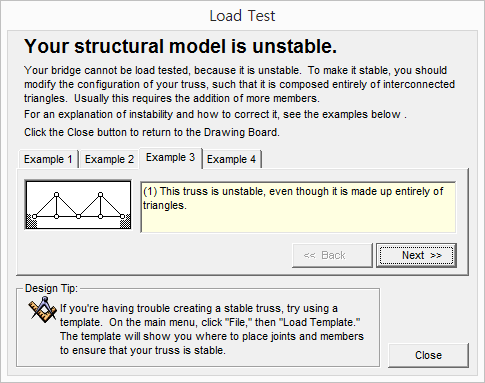 Load Test
Your structural model is unstable.
Your bridge cannot be load tested, because it is unstable.  To make it stable, you should
modify the configuration of your truss, such that it is composed entirely of interconnected
triangles.  Usually this requires the addition of more members.
For an explanation of instability and how to correct it, see the examples below .
Click the Close button to return to the Drawing Board.
Example 1 Example 2 Example 3 Example 4
(1) This truss is unstable, even though it is made up entirely of
triangles.
<< Back Next >>
Design Tip:
If you're having trouble creating a stable truss, try using a
template.  On the main menu, click "File," then "Load Template."
The template will show you where to place joints and members
to ensure that your truss is stable.
Close